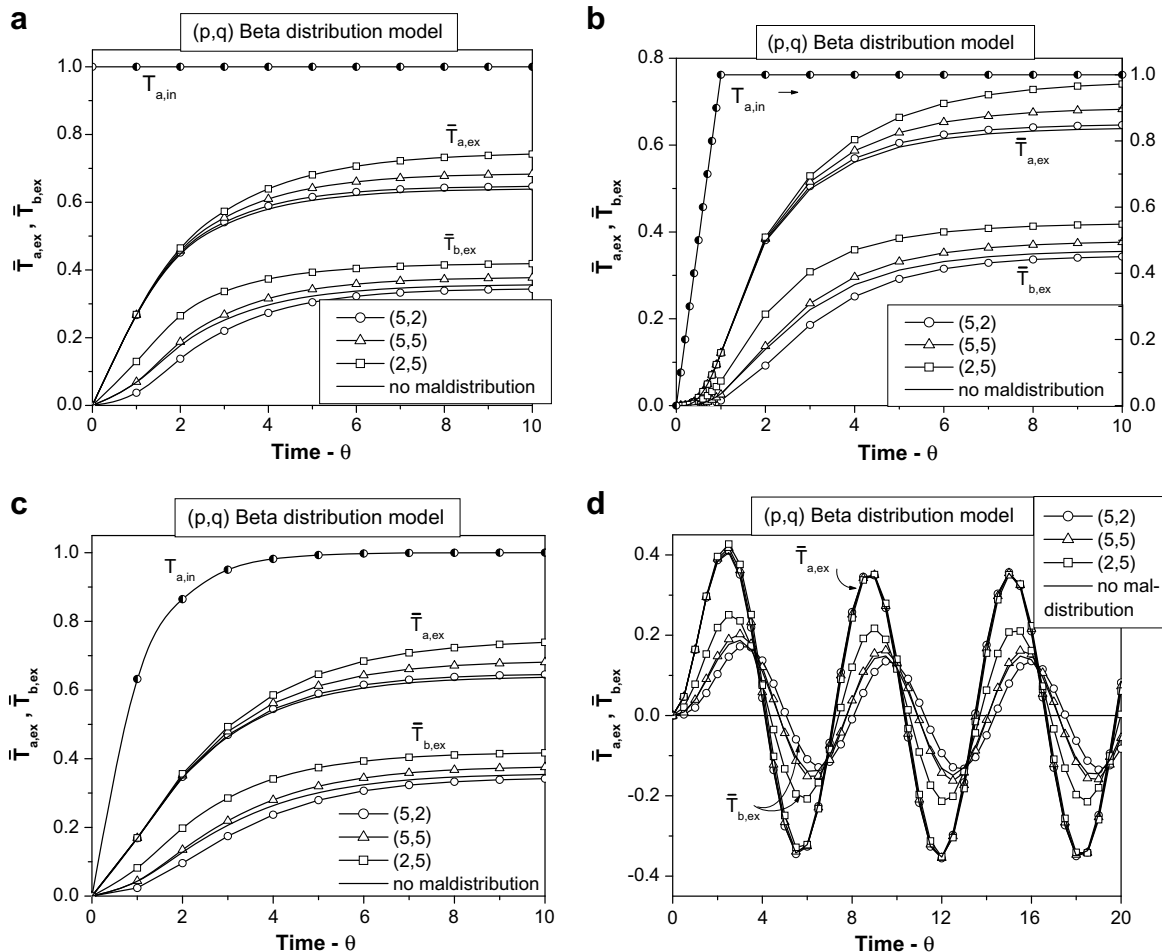 a
(p,q) Beta distribution model
1.0
0.8
0.6
0.4
0.2
0.0
T̄a,ex , T̄b,ex
Ta,in
T̿a,ex
T̿b,ex
(5,2)
(5,5)
(2,5)
no maldistribution
0 2 4 6 8 10
Time - θ
b
(p,q) Beta distribution model
0.8
0.6
0.4
0.2
0.0
1.0
0.8
0.6
0.4
0.2
0.0
T̿a,ex , T̿b,ex
Ta,in
T̿a,ex
T̿b,ex
(5,2)
(5,5)
(2,5)
no maldistribution
0 2 4 6 8 10
Time - θ
c
(p,q) Beta distribution model
1.0
0.8
0.6
0.4
0.2
0.0
T̿a,ex , T̿b,ex
Ta,in
T̿a,ex
T̿b,ex
(5,2)
(5,5)
(2,5)
no maldistribution
0 2 4 6 8 10
Time - θ
d
(p,q) Beta distribution model
0.4
0.2
0.0
-0.2
-0.4
T̿a,ex , T̿b,ex
T̿a,ex
T̿b,ex
(5,2)
(5,5)
(2,5)
no mal-
distribution
0 4 8 12 16 20
Time - θ